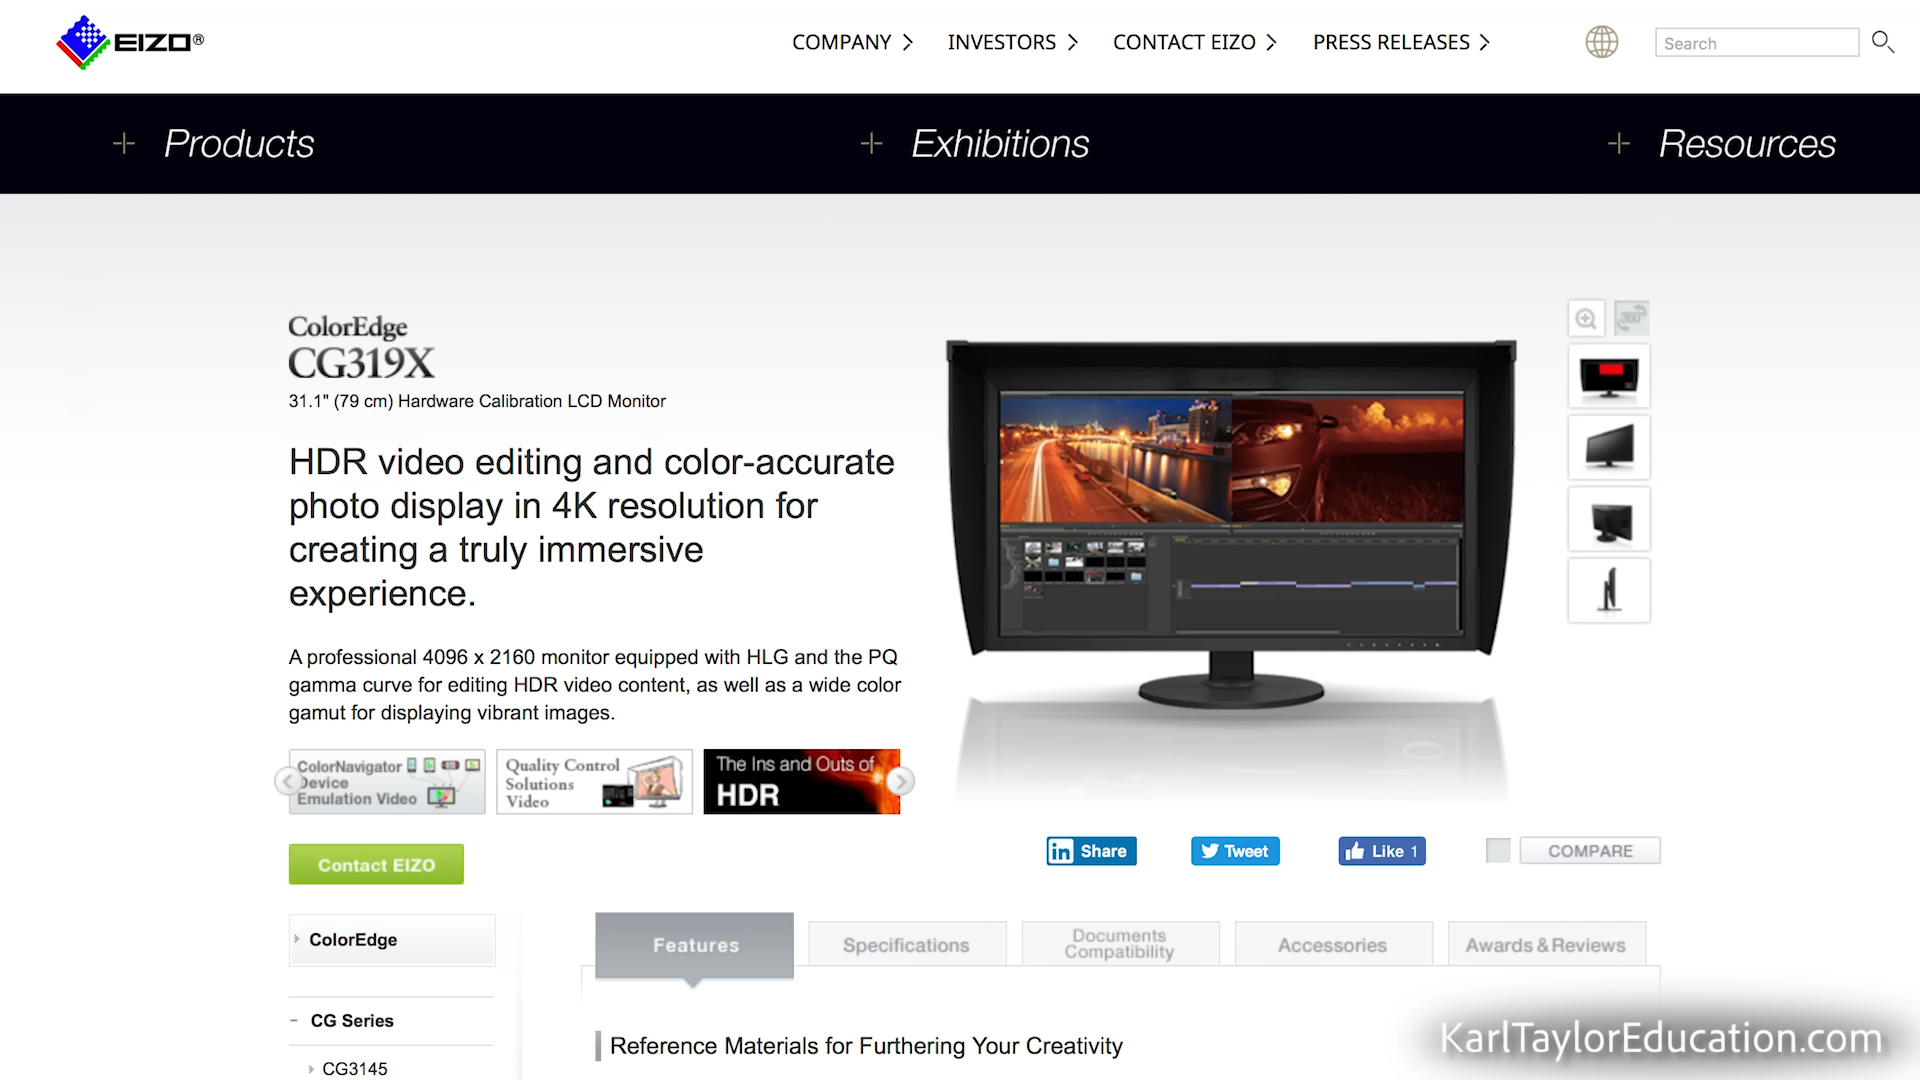 EIZO®
COMPANY
INVESTORS
CONTACT EIZO
PRESS RELEASES
Search
Products
Exhibitions
Resources
ColorEdge
CG319X
31.1" (79 cm) Hardware Calibration LCD Monitor
HDR video editing and color-accurate
photo display in 4K resolution for
creating a truly immersive
experience.
A professional 4096 x 2160 monitor equipped with HLG and the PQ
gamma curve for editing HDR video content, as well as a wide color
gamut for displaying vibrant images.
360°
ColorNavigator
Device
Emulation Video
Quality Control
Solutions
Video
The Ins and Outs of
HDR
Contact EIZO
in Share
Tweet
Like 1
COMPARE
ColorEdge
CG Series
CG3145
Features
Specifications
Documents
Compatibility
Accessories
Awards & Reviews
Reference Materials for Furthering Your Creativity
KarlTaylorEducation.com